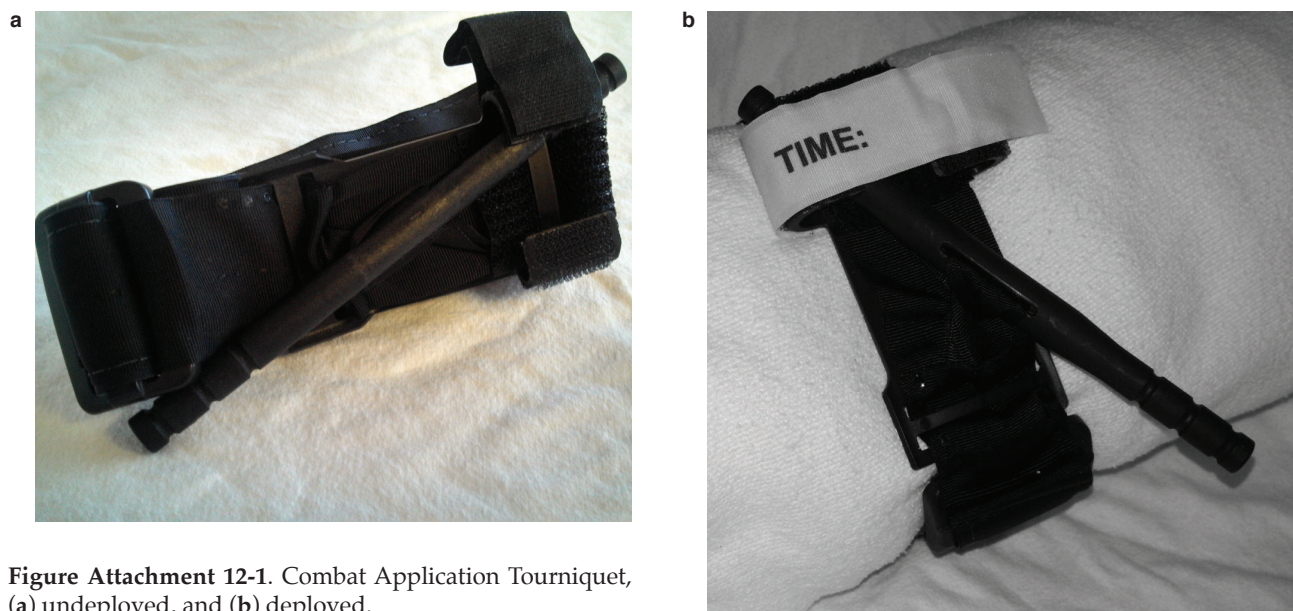 a
b
TIME:
Figure Attachment 12-1. Combat Application Tourniquet,
(a) undeployed, and (b) deployed.